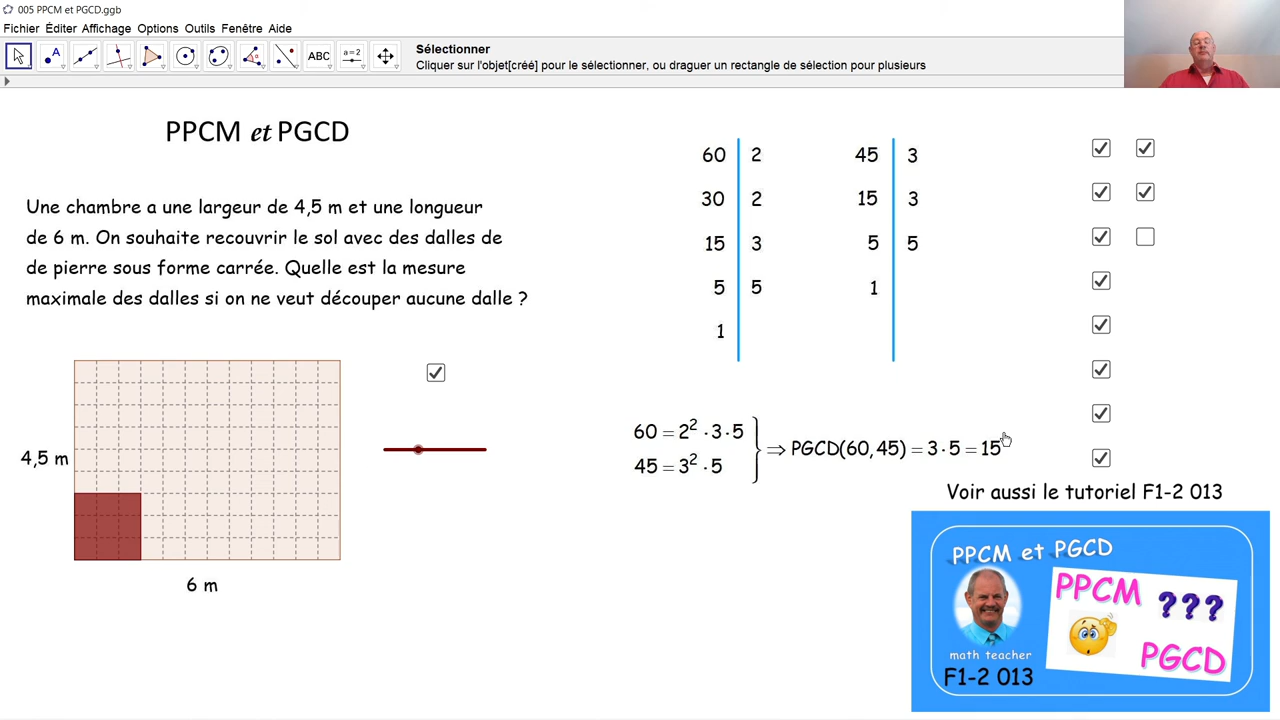 005 PPCM et PGCD.ggb
Fichier Éditer Affichage Options Outils Fenêtre Aide
A
ABC
a=2
Sélectionner
Cliquer sur l'objet[créé] pour le sélectionner, ou draguer un rectangle de sélection pour plusieurs
PPCM et PGCD
Une chambre a une largeur de 4,5 m et une longueur
de 6 m. On souhaite recouvrir le sol avec des dalles de
de pierre sous forme carrée. Quelle est la mesure
maximale des dalles si on ne veut découper aucune dalle ?
4,5 m
6 m
60 2
30 2
15 3
5 5
1
45 3
15 3
5 5
1
60 = 2² · 3 · 5
45 = 3² · 5
⇒ PGCD(60, 45) = 3 · 5 = 15
Voir aussi le tutoriel F1-2 013
PPCM et PGCD
math teacher
F1-2 013
PPCM
???
PGCD